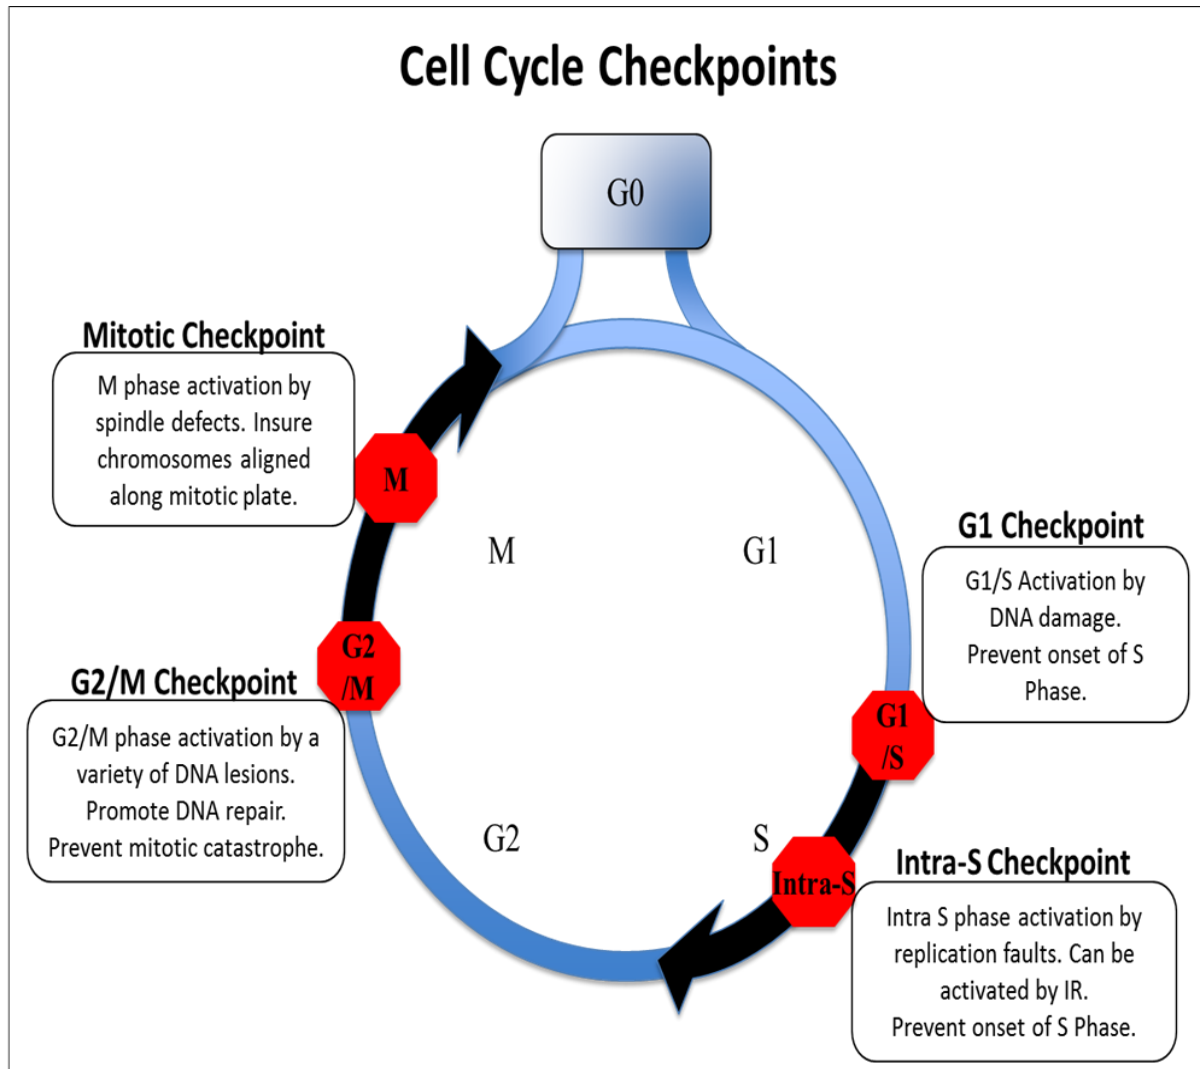 Cell Cycle Checkpoints
G0
Mitotic Checkpoint
M phase activation by
spindle defects. Insure
chromosomes aligned
along mitotic plate.
M
M
G1
G1 Checkpoint
G1/S Activation by
DNA damage.
Prevent onset of S
Phase.
G2
/M
G2/M Checkpoint
G2/M phase activation by a
variety of DNA lesions.
Promote DNA repair.
Prevent mitotic catastrophe.
G1
/S
G2
S
Intra-S
Intra-S Checkpoint
Intra S phase activation by
replication faults. Can be
activated by IR.
Prevent onset of S Phase.